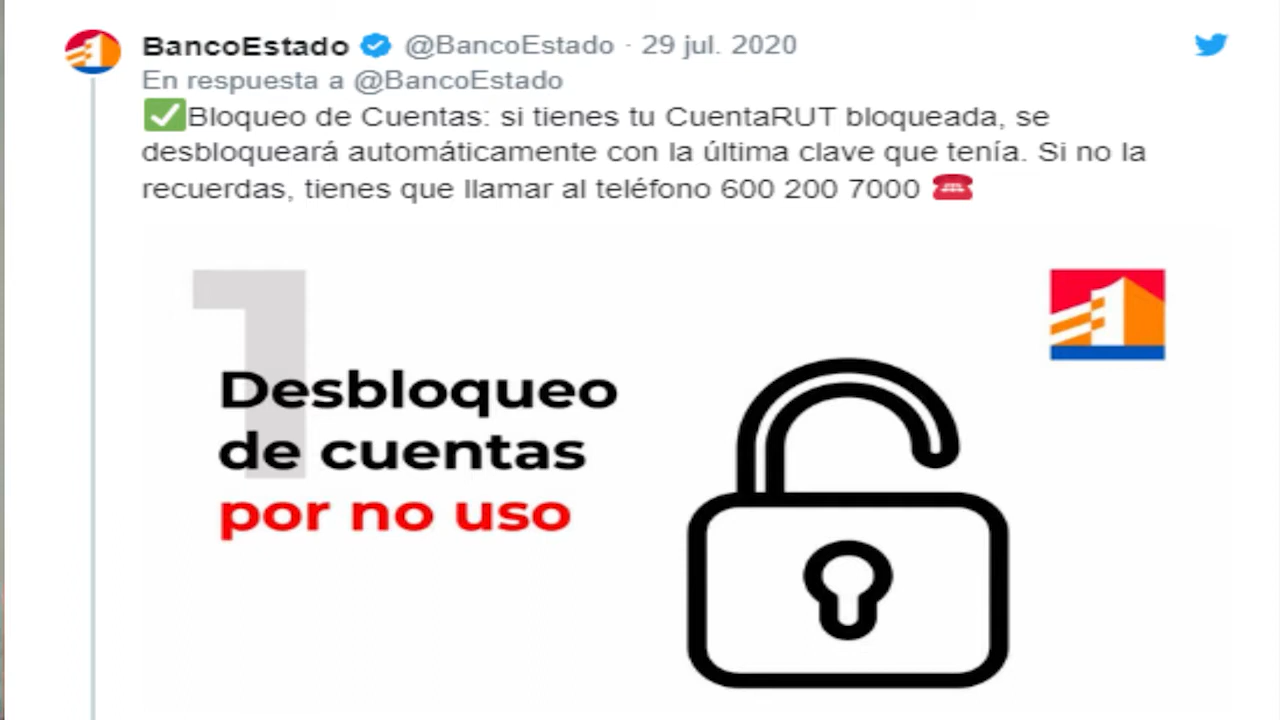 BancoEstado @BancoEstado · 29 jul. 2020
En respuesta a @BancoEstado
✅Bloqueo de Cuentas: si tienes tu CuentaRUT bloqueada, se
desbloqueará automáticamente con la última clave que tenía. Si no la
recuerdas, tienes que llamar al teléfono 600 200 7000 ☎️
1
Desbloqueo
de cuentas
por no uso